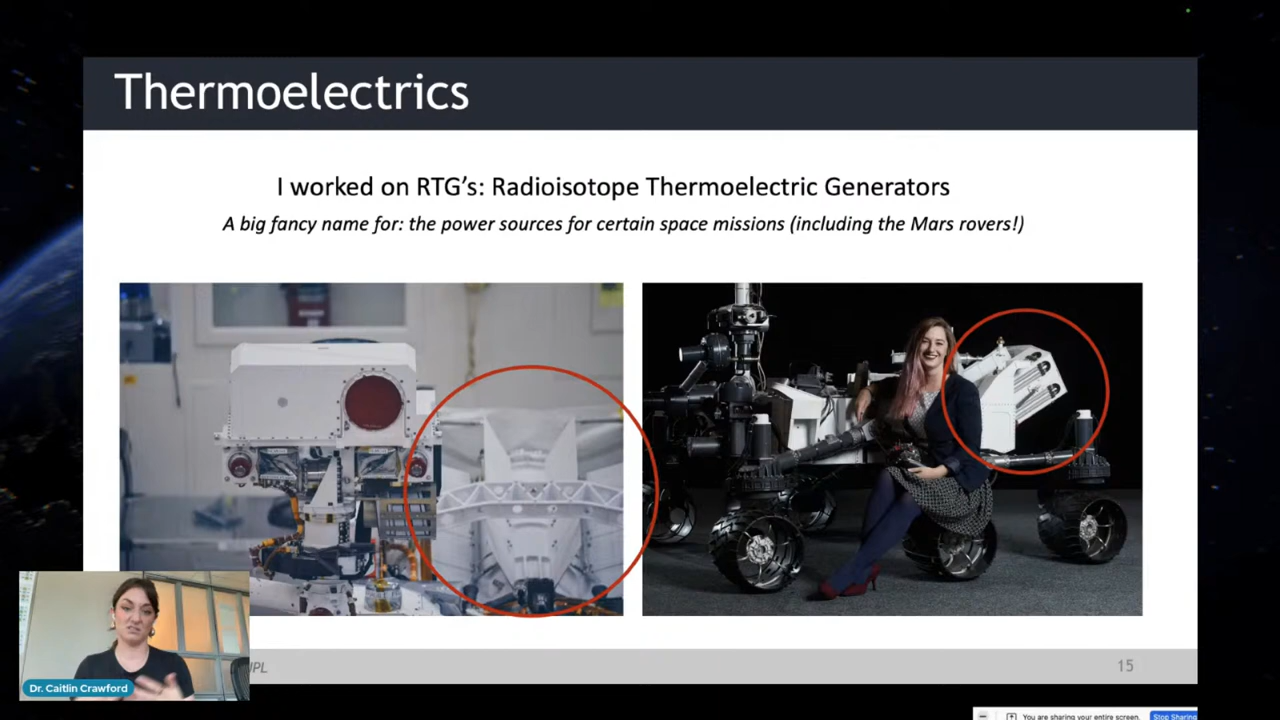 Thermoelectrics
I worked on RTG's: Radioisotope Thermoelectric Generators
A big fancy name for: the power sources for certain space missions (including the Mars rovers!)
JPL
15
Dr. Caitlin Crawford
You are sharing your entire screen.
Stop Sharing